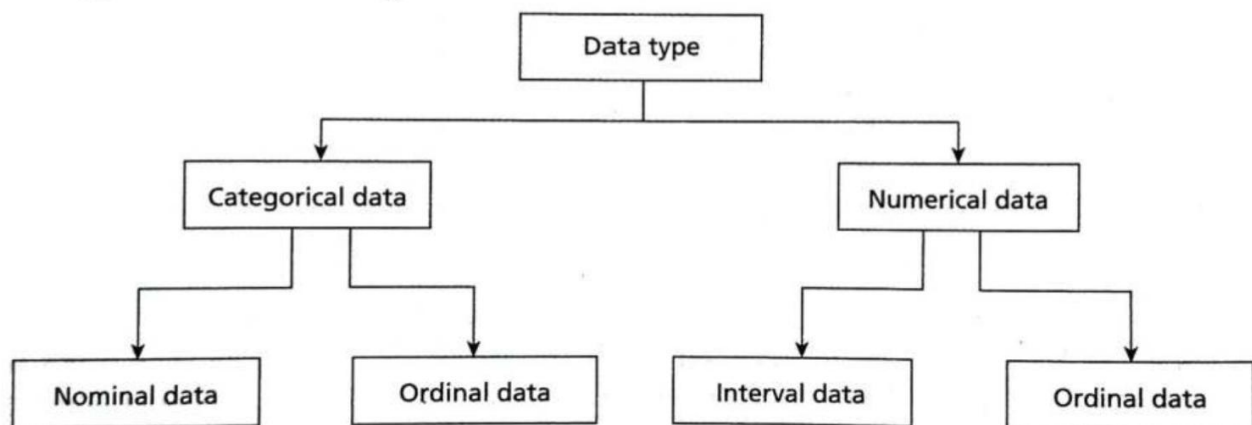 Data type
Categorical data
Numerical data
Nominal data
Ordinal data
Interval data
Ordinal data